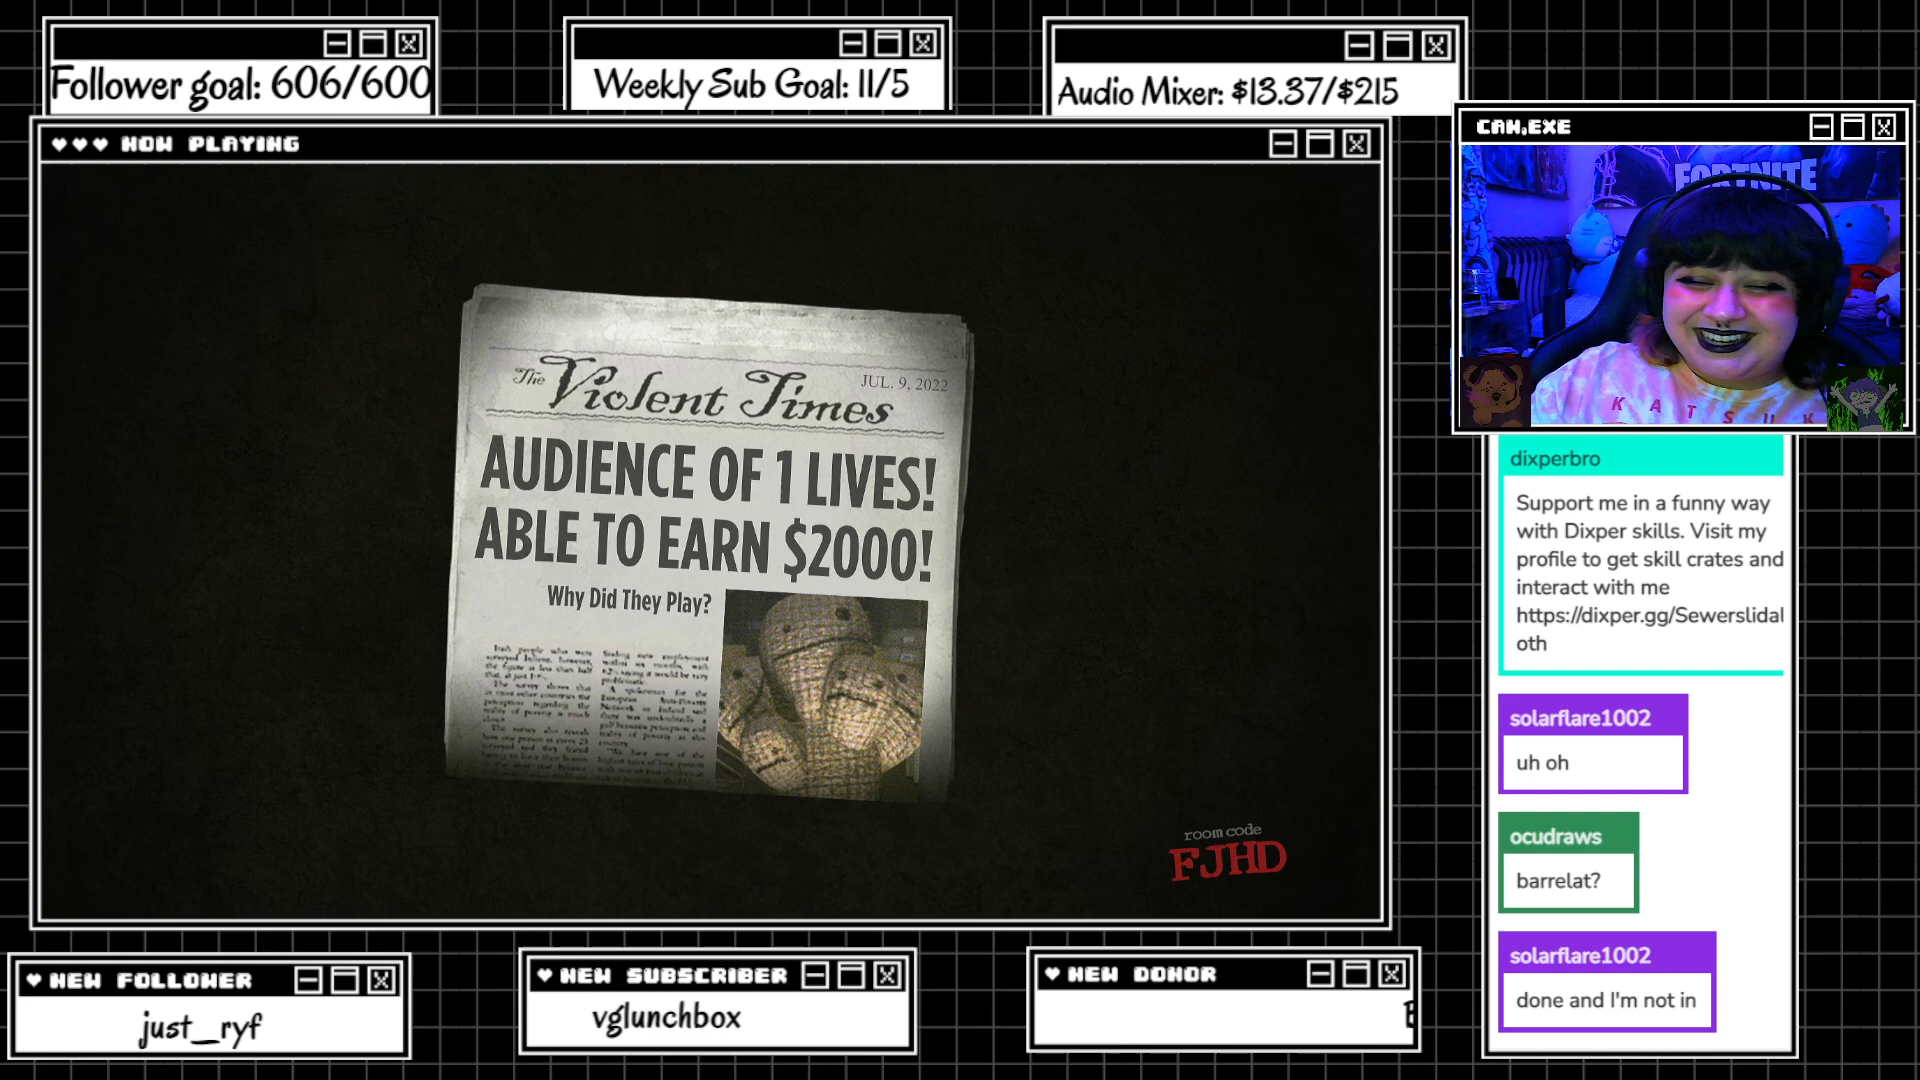 Follower goal: 606/600
Weekly Sub Goal: 11/5
Audio Mixer: $13.37/$215
NOW PLAYING
CAM.EXE
FORTNITE
KATSUK
The Violent Times
JUL. 9, 2022
AUDIENCE OF 1 LIVES!
ABLE TO EARN $2000!
Why Did They Play?
room code
FJHD
dixperbro
Support me in a funny way
with Dixper skills. Visit my
profile to get skill crates and
interact with me
https://dixper.gg/Sewerslidal
oth
solarflare1002
uh oh
ocudraws
barrelat?
solarflare1002
done and I'm not in
NEW FOLLOWER
just__ryf
NEW SUBSCRIBER
vglunchbox
NEW DONOR